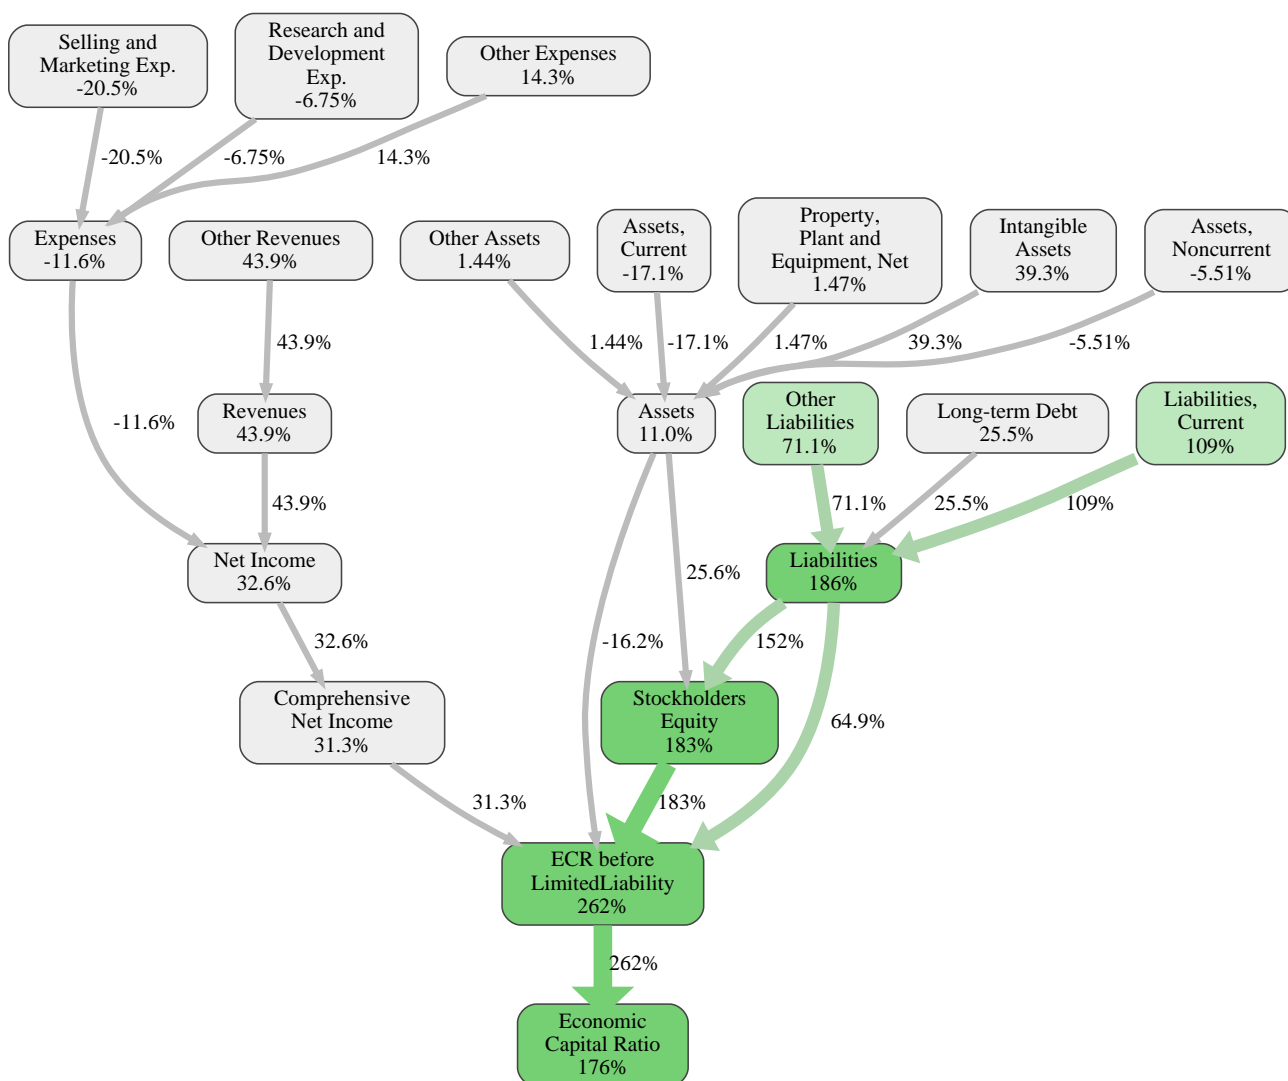 Selling and
Marketing Exp.
-20.5%
Research and
Development
Exp.
-6.75%
Other Expenses
14.3%
-20.5%
-6.75%
14.3%
Expenses
-11.6%
Other Revenues
43.9%
Other Assets
1.44%
Assets,
Current
-17.1%
Property,
Plant and
Equipment, Net
1.47%
Intangible
Assets
39.3%
Assets,
Noncurrent
-5.51%
43.9%
1.44%
-17.1%
1.47%
39.3%
-5.51%
-11.6%
Revenues
43.9%
Assets
11.0%
Other
Liabilities
71.1%
Long-term Debt
25.5%
Liabilities,
Current
109%
43.9%
71.1%
25.5%
109%
Net Income
32.6%
25.6%
Liabilities
186%
32.6%
-16.2%
152%
Comprehensive
Net Income
31.3%
Stockholders
Equity
183%
64.9%
31.3%
183%
ECR before
LimitedLiability
262%
262%
Economic
Capital Ratio
176%